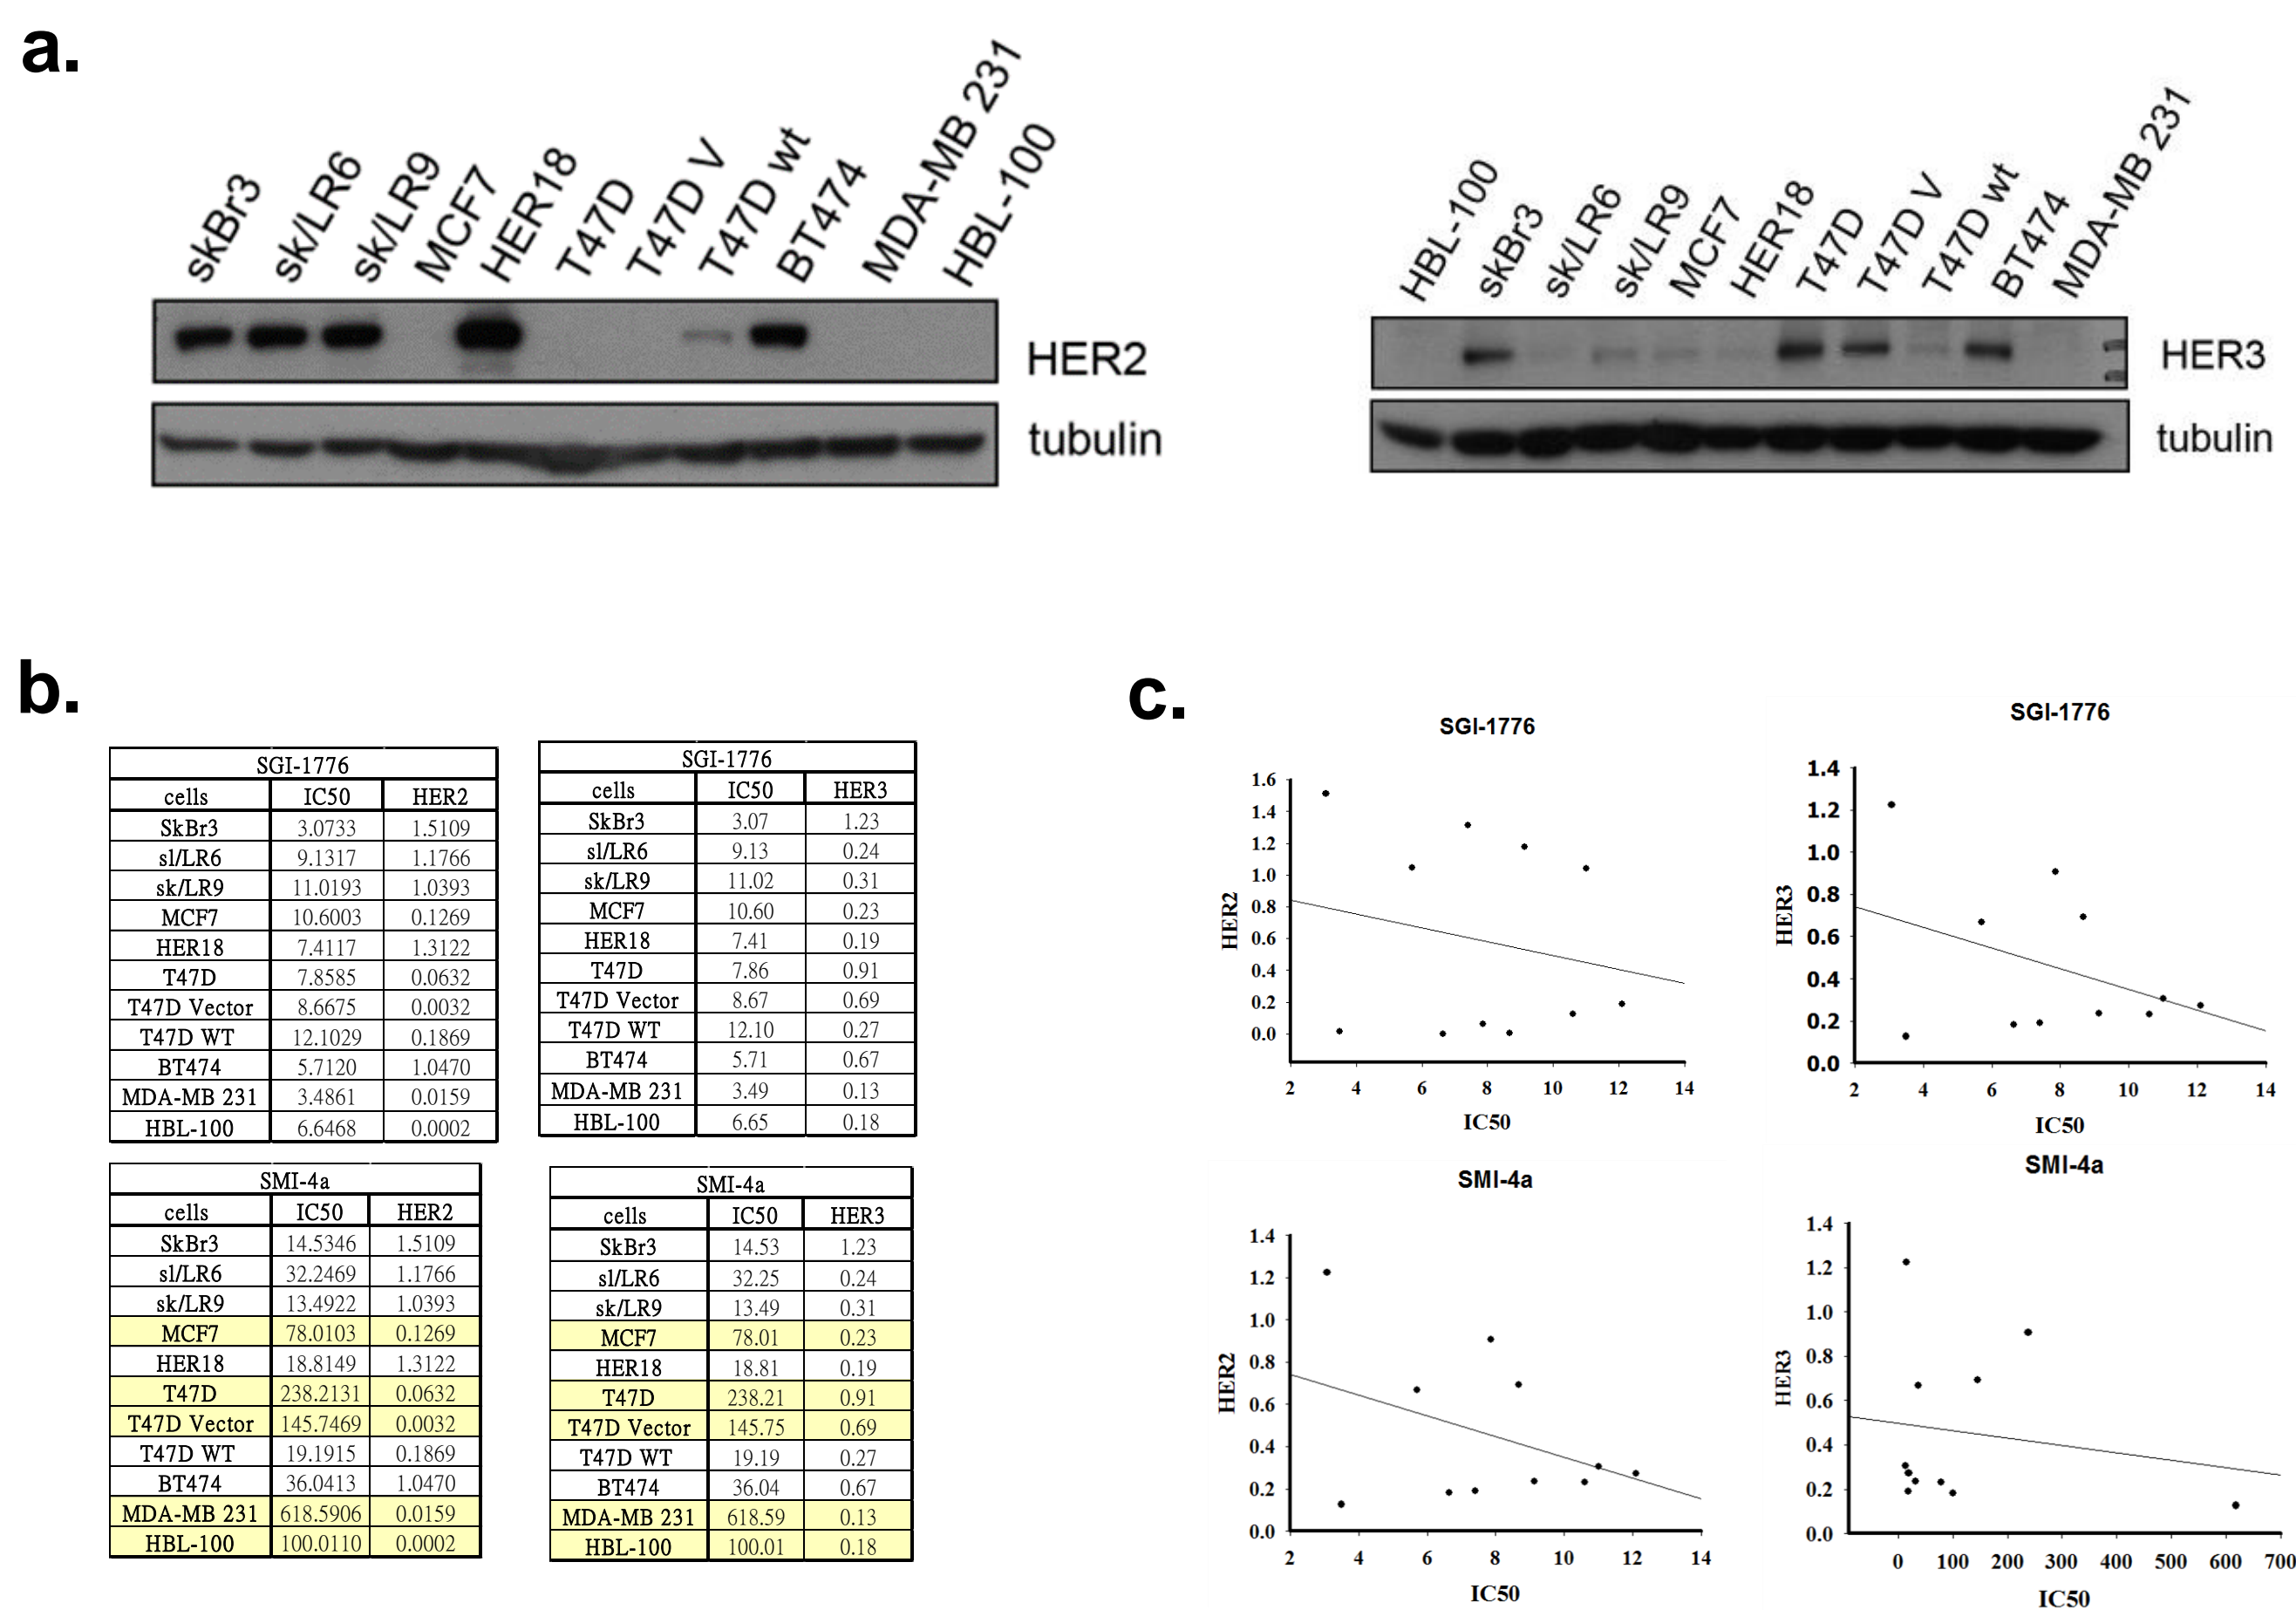 a.
skBr3 sk/LR6 sk/LR9 MCF7 HER18 T47D T47D V T47D wt BT474 MDA-MB 231 HBL-100
HER2
tubulin
HBL-100 skBr3 sk/LR6 sk/LR9 MCF7 HER18 T47D T47D V T47D wt BT474 MDA-MB 231
HER3
tubulin
b.
SGI-1776
cells IC50 HER2
SkBr3 3.0733 1.5109
sl/LR6 9.1317 1.1766
sk/LR9 11.0193 1.0393
MCF7 10.6003 0.1269
HER18 7.4117 1.3122
T47D 7.8585 0.0632
T47D Vector 8.6675 0.0032
T47D WT 12.1029 0.1869
BT474 5.7120 1.0470
MDA-MB 231 3.4861 0.0159
HBL-100 6.6468 0.0002
SGI-1776
cells IC50 HER3
SkBr3 3.07 1.23
sl/LR6 9.13 0.24
sk/LR9 11.02 0.31
MCF7 10.60 0.23
HER18 7.41 0.19
T47D 7.86 0.91
T47D Vector 8.67 0.69
T47D WT 12.10 0.27
BT474 5.71 0.67
MDA-MB 231 3.49 0.13
HBL-100 6.65 0.18
SMI-4a
cells IC50 HER2
SkBr3 14.5346 1.5109
sl/LR6 32.2469 1.1766
sk/LR9 13.4922 1.0393
MCF7 78.0103 0.1269
HER18 18.8149 1.3122
T47D 238.2131 0.0632
T47D Vector 145.7469 0.0032
T47D WT 19.1915 0.1869
BT474 36.0413 1.0470
MDA-MB 231 618.5906 0.0159
HBL-100 100.0110 0.0002
SMI-4a
cells IC50 HER3
SkBr3 14.53 1.23
sl/LR6 32.25 0.24
sk/LR9 13.49 0.31
MCF7 78.01 0.23
HER18 18.81 0.19
T47D 238.21 0.91
T47D Vector 145.75 0.69
T47D WT 19.19 0.27
BT474 36.04 0.67
MDA-MB 231 618.59 0.13
HBL-100 100.01 0.18
c.
SGI-1776
HER2
1.6
1.4
1.2
1.0
0.8
0.6
0.4
0.2
0.0
2 4 6 8 10 12 14
IC50
SGI-1776
HER3
1.4
1.2
1.0
0.8
0.6
0.4
0.2
0.0
2 4 6 8 10 12 14
IC50
SMI-4a
HER2
1.4
1.2
1.0
0.8
0.6
0.4
0.2
0.0
2 4 6 8 10 12 14
IC50
SMI-4a
HER3
1.4
1.2
1.0
0.8
0.6
0.4
0.2
0.0
0 100 200 300 400 500 600 700
IC50